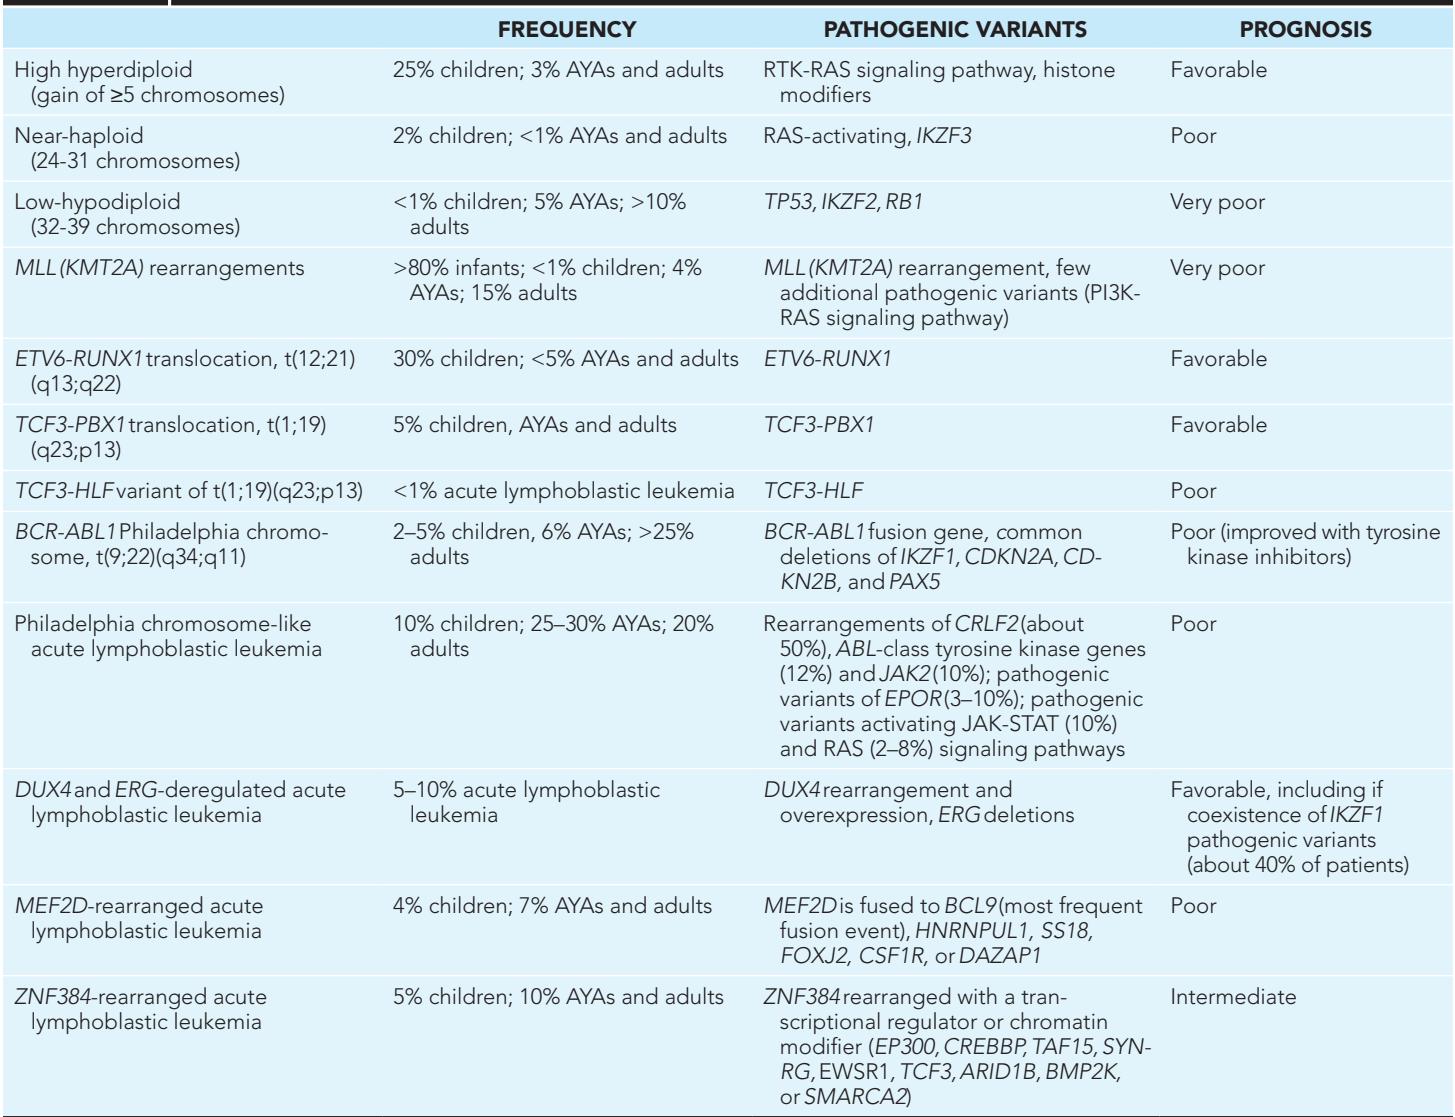 FREQUENCY PATHOGENIC VARIANTS PROGNOSIS
High hyperdiploid
(gain of ≥5 chromosomes)
25% children; 3% AYAs and adults
RTK-RAS signaling pathway, histone
modifiers
Favorable
Near-haploid
(24-31 chromosomes)
2% children; <1% AYAs and adults
RAS-activating, IKZF3
Poor
Low-hypodiploid
(32-39 chromosomes)
<1% children; 5% AYAs; >10%
adults
TP53, IKZF2, RB1
Very poor
MLL (KMT2A) rearrangements
>80% infants; <1% children; 4%
AYAs; 15% adults
MLL (KMT2A) rearrangement, few
additional pathogenic variants (PI3K-
RAS signaling pathway)
Very poor
ETV6-RUNX1 translocation, t(12;21)
(q13;q22)
30% children; <5% AYAs and adults
ETV6-RUNX1
Favorable
TCF3-PBX1 translocation, t(1;19)
(q23;p13)
5% children, AYAs and adults
TCF3-PBX1
Favorable
TCF3-HLF variant of t(1;19)(q23;p13)
<1% acute lymphoblastic leukemia
TCF3-HLF
Poor
BCR-ABL1 Philadelphia chromo-
some, t(9;22)(q34;q11)
2–5% children, 6% AYAs; >25%
adults
BCR-ABL1 fusion gene, common
deletions of IKZF1, CDKN2A, CD-
KN2B, and PAX5
Poor (improved with tyrosine
kinase inhibitors)
Philadelphia chromosome-like
acute lymphoblastic leukemia
10% children; 25–30% AYAs; 20%
adults
Rearrangements of CRLF2 (about
50%), ABL-class tyrosine kinase genes
(12%) and JAK2 (10%); pathogenic
variants of EPOR (3–10%); pathogenic
variants activating JAK-STAT (10%)
and RAS (2–8%) signaling pathways
Poor
DUX4 and ERG-deregulated acute
lymphoblastic leukemia
5–10% acute lymphoblastic
leukemia
DUX4 rearrangement and
overexpression, ERG deletions
Favorable, including if
coexistence of IKZF1
pathogenic variants
(about 40% of patients)
MEF2D-rearranged acute
lymphoblastic leukemia
4% children; 7% AYAs and adults
MEF2D is fused to BCL9 (most frequent
fusion event), HNRNPUL1, SS18,
FOXJ2, CSF1R, or DAZAP1
Poor
ZNF384-rearranged acute
lymphoblastic leukemia
5% children; 10% AYAs and adults
ZNF384 rearranged with a tran-
scriptional regulator or chromatin
modifier (EP300, CREBBP, TAF15, SYN-
RG, EWSR1, TCF3, ARID1B, BMP2K,
or SMARCA2)
Intermediate